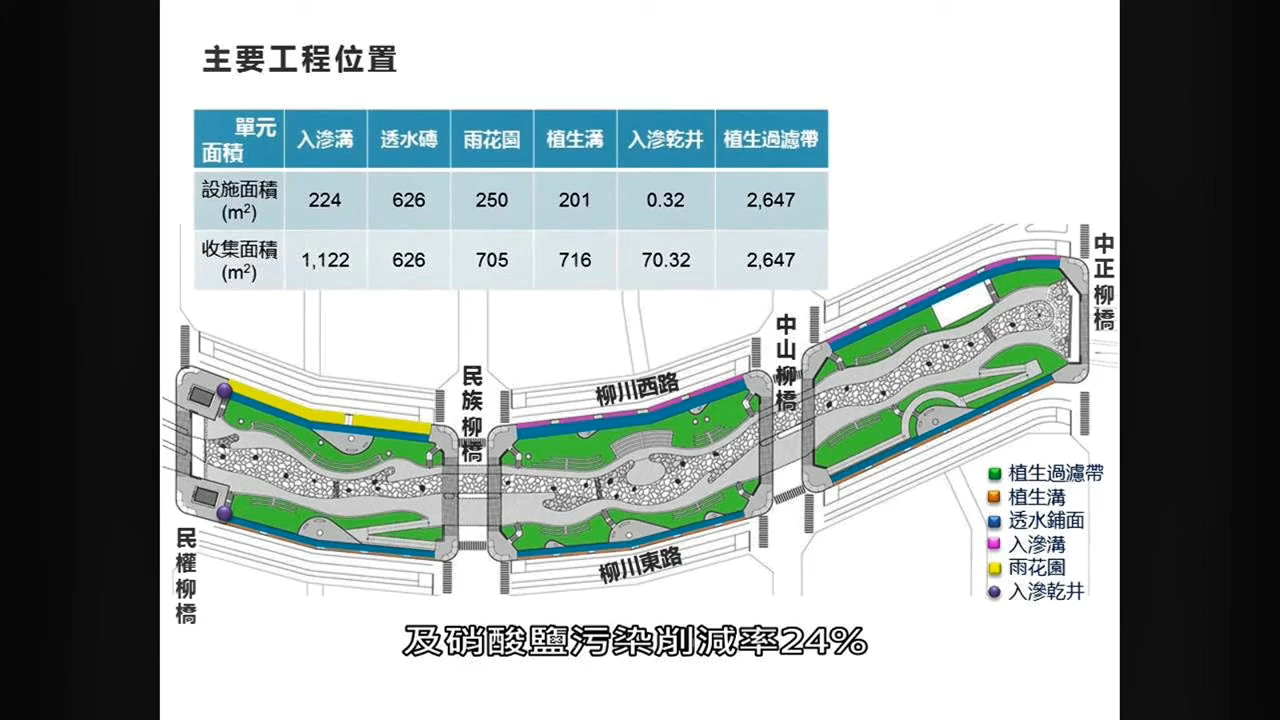 主要工程位置
單元
面積
入滲溝 透水磚 雨花園 植生溝 入滲乾井 植生過濾帶
設施面積
(m²)
224 626 250 201 0.32 2,647
收集面積
(m²)
1,122 626 705 716 70.32 2,647
中正柳橋
中山柳橋
民族柳橋
柳川西路
柳川東路
民權柳橋
植生過濾帶
植生溝
透水鋪面
入滲溝
雨花園
入滲乾井
及硝酸鹽污染削減率24%